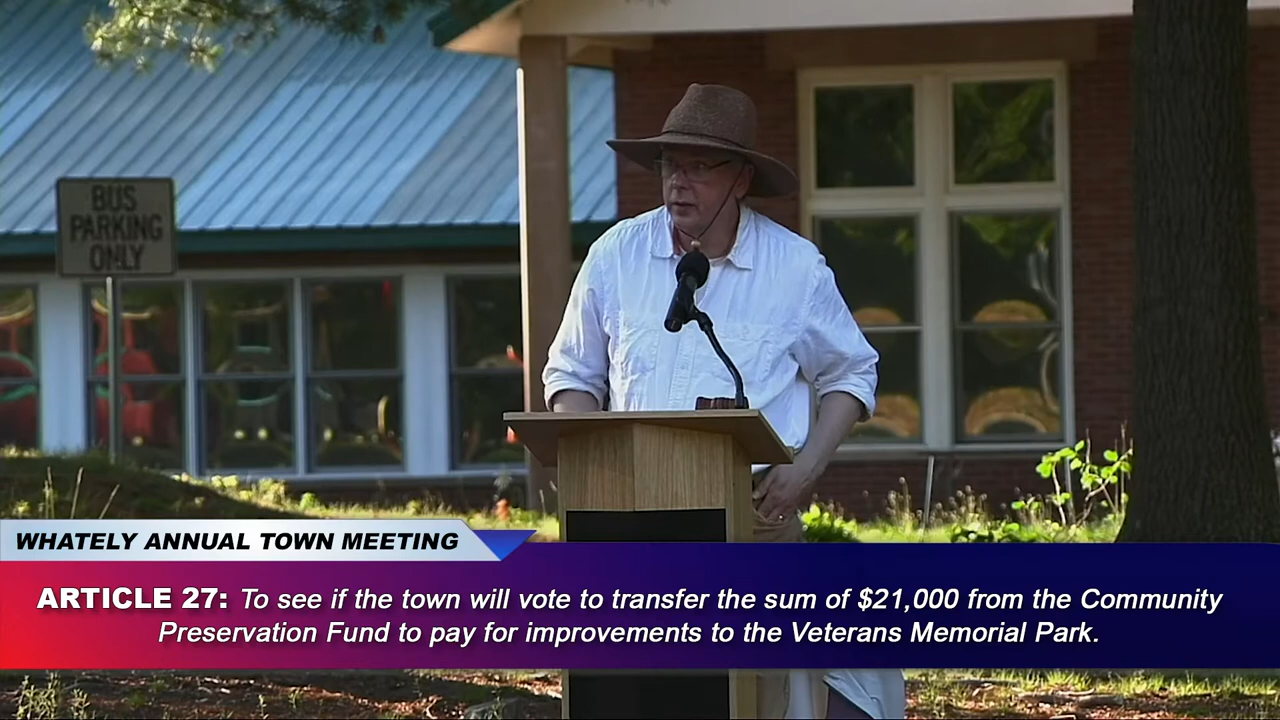 BUS
PARKING
ONLY
WHATELY ANNUAL TOWN MEETING
ARTICLE 27: To see if the town will vote to transfer the sum of $21,000 from the Community
Preservation Fund to pay for improvements to the Veterans Memorial Park.